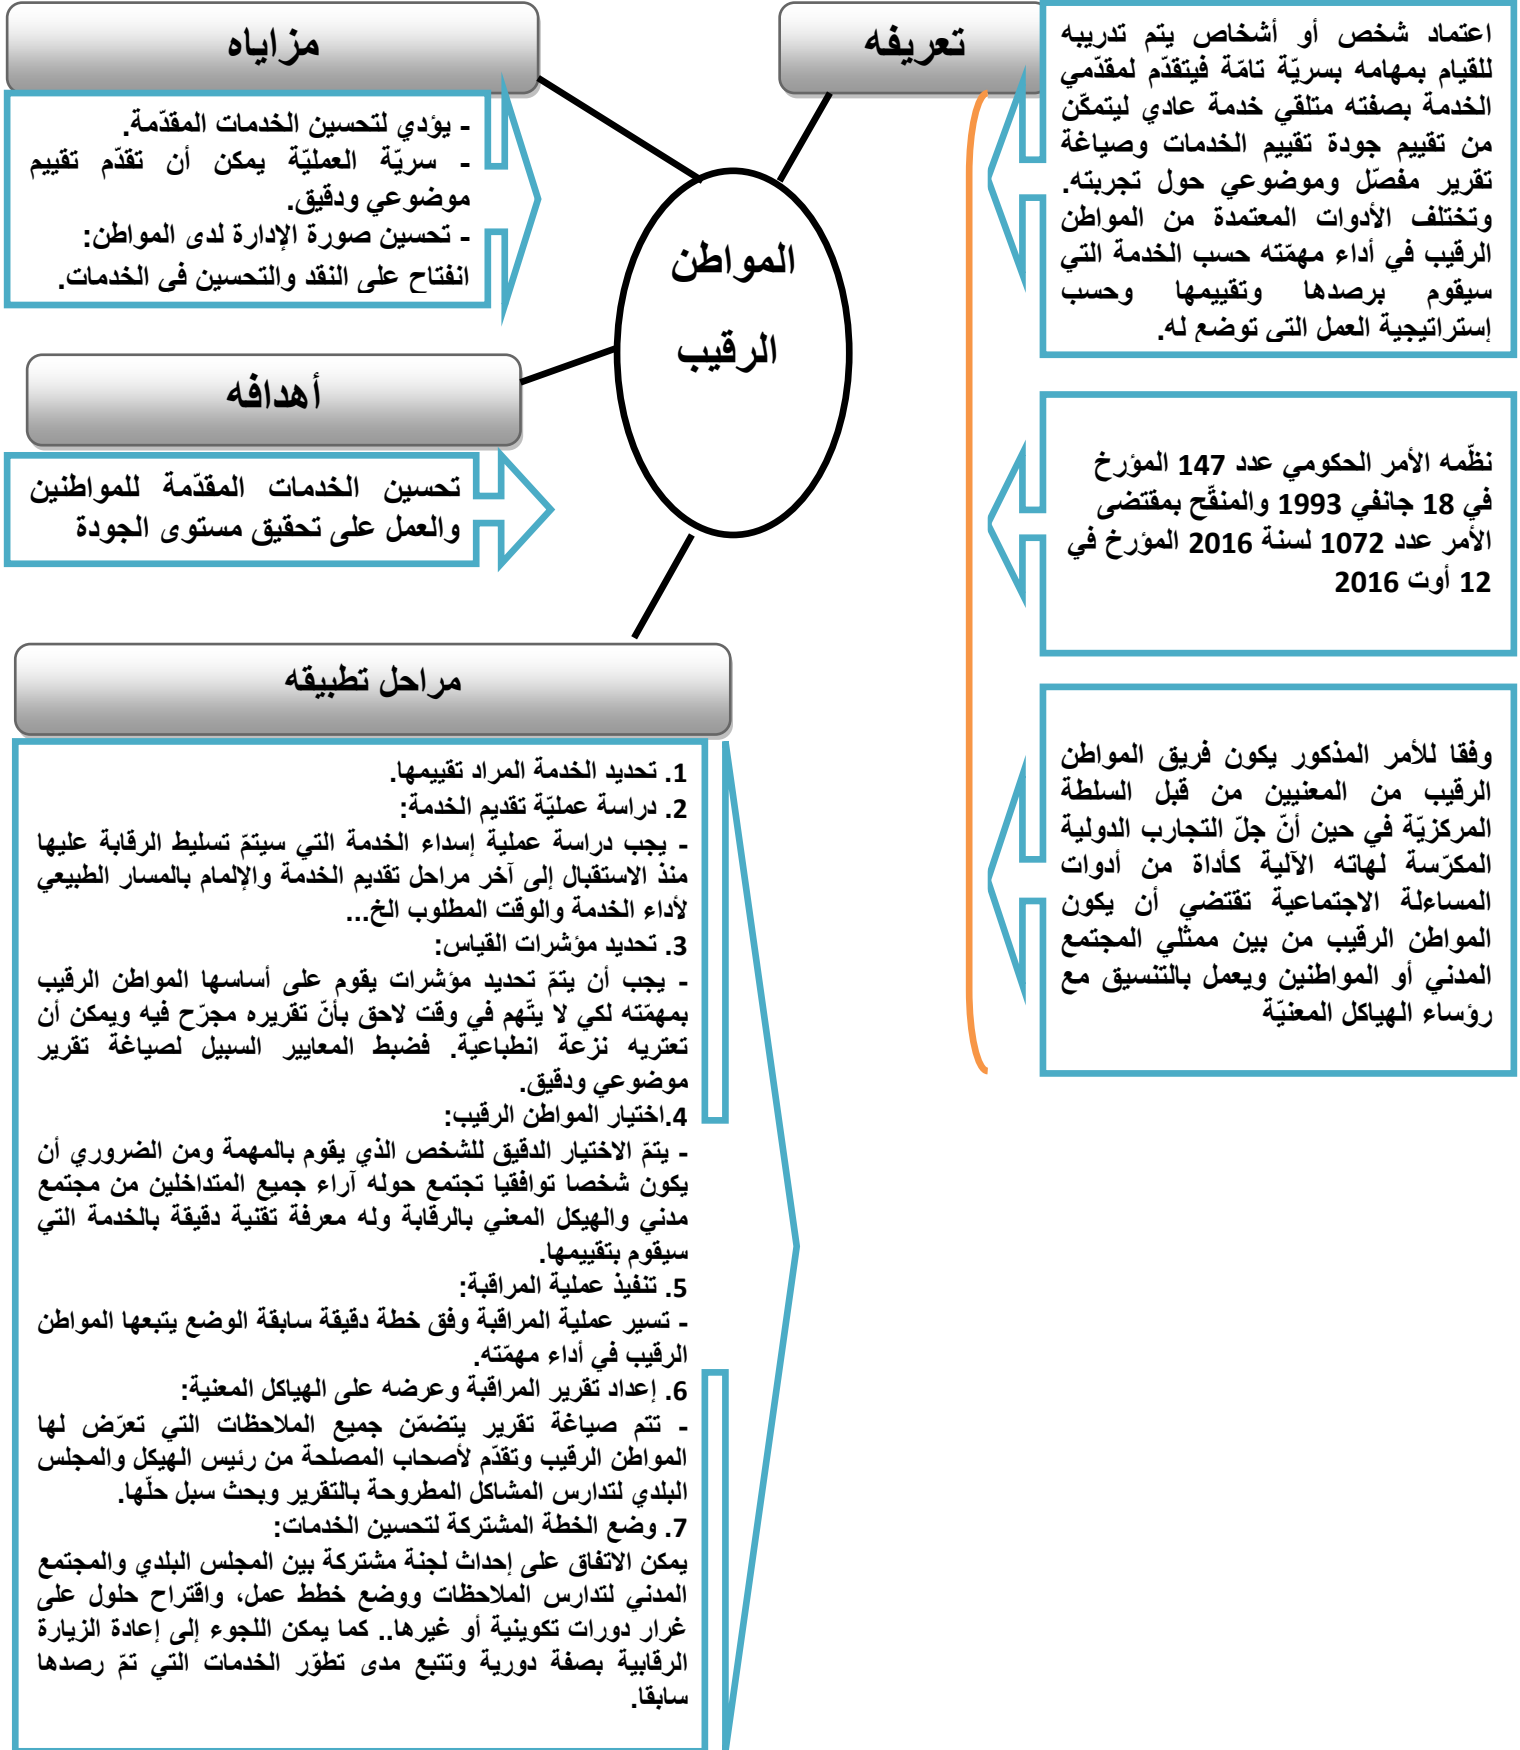 تعريفه
اعتماد شخص أو أشخاص يتم تدريبه
للقيام بمهامه بسريّة تامّة فيتقدّم لمقدّمي
الخدمة بصفته متلقي خدمة عادي ليتمكّن
من تقييم جودة تقييم الخدمات وصياغة
تقرير مفصّل وموضوعي حول تجربته.
وتختلف الأدوات المعتمدة من المواطن
الرقيب في أداء مهمّته حسب الخدمة التي
سيقوم برصدها وتقييمها وحسب
إستراتيجية العمل التي توضع له.
نظّمه الأمر الحكومي عدد 147 المؤرخ
في 18 جانفي 1993 والمنقّح بمقتضى
الأمر عدد 1072 لسنة 2016 المؤرخ في
12 أوت 2016
وفقا للأمر المذكور يكون فريق المواطن
الرقيب من المعنيين من قبل السلطة
المركزيّة في حين أنّ جلّ التجارب الدولية
المكرّسة لهاته الآلية كأداة من أدوات
المساءلة الاجتماعية تقتضي أن يكون
المواطن الرقيب من بين ممثلي المجتمع
المدني أو المواطنين ويعمل بالتنسيق مع
رؤساء الهياكل المعنيّة
المواطن
الرقيب
مزاياه
- يؤدي لتحسين الخدمات المقدّمة.
- سريّة العمليّة يمكن أن تقدّم تقييم
موضوعي ودقيق.
- تحسين صورة الإدارة لدى المواطن:
انفتاح على النقد والتحسين في الخدمات.
أهدافه
تحسين الخدمات المقدّمة للمواطنين
والعمل على تحقيق مستوى الجودة
مراحل تطبيقه
1. تحديد الخدمة المراد تقييمها.
2. دراسة عمليّة تقديم الخدمة:
- يجب دراسة عملية إسداء الخدمة التي سيتمّ تسليط الرقابة عليها
منذ الاستقبال إلى آخر مراحل تقديم الخدمة والإلمام بالمسار الطبيعي
لأداء الخدمة والوقت المطلوب الخ...
3. تحديد مؤشرات القياس:
- يجب أن يتمّ تحديد مؤشرات يقوم على أساسها المواطن الرقيب
بمهمّته لكي لا يتّهم في وقت لاحق بأنّ تقريره مجرّح فيه ويمكن أن
تعتريه نزعة انطباعية. فضبط المعايير السبيل لصياغة تقرير
موضوعي ودقيق.
4.اختيار المواطن الرقيب:
- يتمّ الاختيار الدقيق للشخص الذي يقوم بالمهمة ومن الضروري أن
يكون شخصا توافقيا تجتمع حوله آراء جميع المتداخلين من مجتمع
مدني والهيكل المعني بالرقابة وله معرفة تقنية دقيقة بالخدمة التي
سيقوم بتقييمها.
5. تنفيذ عملية المراقبة:
- تسير عملية المراقبة وفق خطة دقيقة سابقة الوضع يتبعها المواطن
الرقيب في أداء مهمّته.
6. إعداد تقرير المراقبة وعرضه على الهياكل المعنية:
- تتم صياغة تقرير يتضمّن جميع الملاحظات التي تعرّض لها
المواطن الرقيب وتقدّم لأصحاب المصلحة من رئيس الهيكل والمجلس
البلدي لتدارس المشاكل المطروحة بالتقرير وبحث سبل حلّها.
7. وضع الخطة المشتركة لتحسين الخدمات:
يمكن الاتفاق على إحداث لجنة مشتركة بين المجلس البلدي والمجتمع
المدني لتدارس الملاحظات ووضع خطط عمل، واقتراح حلول على
غرار دورات تكوينية أو غيرها.. كما يمكن اللجوء إلى إعادة الزيارة
الرقابية بصفة دورية وتتبع مدى تطوّر الخدمات التي تمّ رصدها
سابقا.